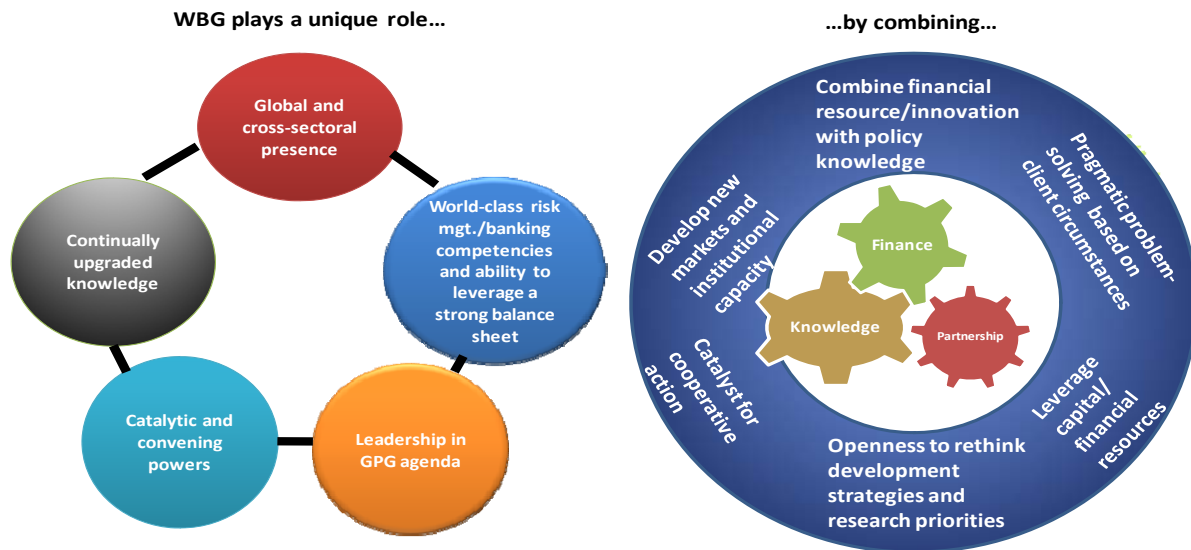 WBG plays a unique role…
Global and
cross-sectoral
presence
World-class risk
mgt./banking
competencies
and ability to
leverage a
strong balance
sheet
Leadership in
GPG agenda
Catalytic and
convening
powers
Continually
upgraded
knowledge
…by combining…
Combine financial
resource/innovation
with policy
knowledge
Pragmatic problem-
solving based on
client circumstances
Leverage
capital/
financial
resources
Openness to rethink
development
strategies and
research priorities
Catalyst for
cooperative
action
Develop new
markets and
institutional
capacity
Finance
Knowledge
Partnership